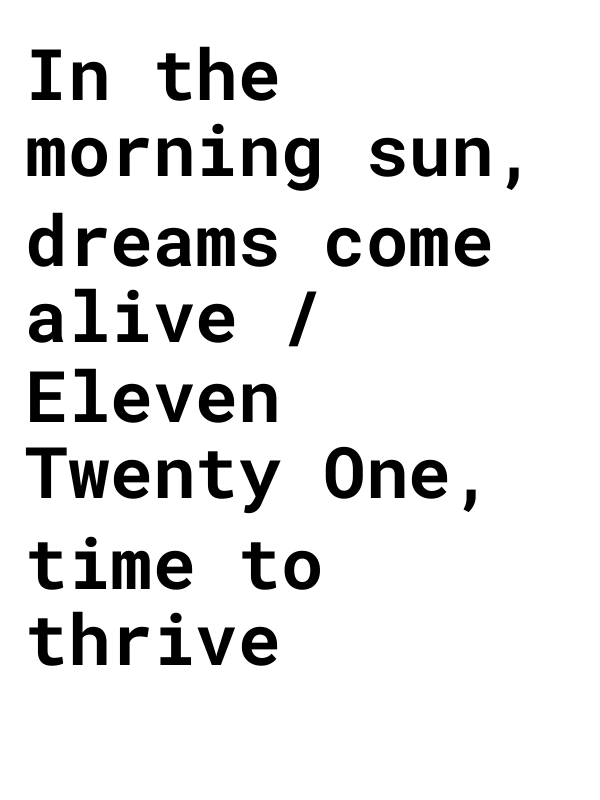 In the
morning sun,
dreams come
alive /
Eleven
Twenty One,
time to
thrive